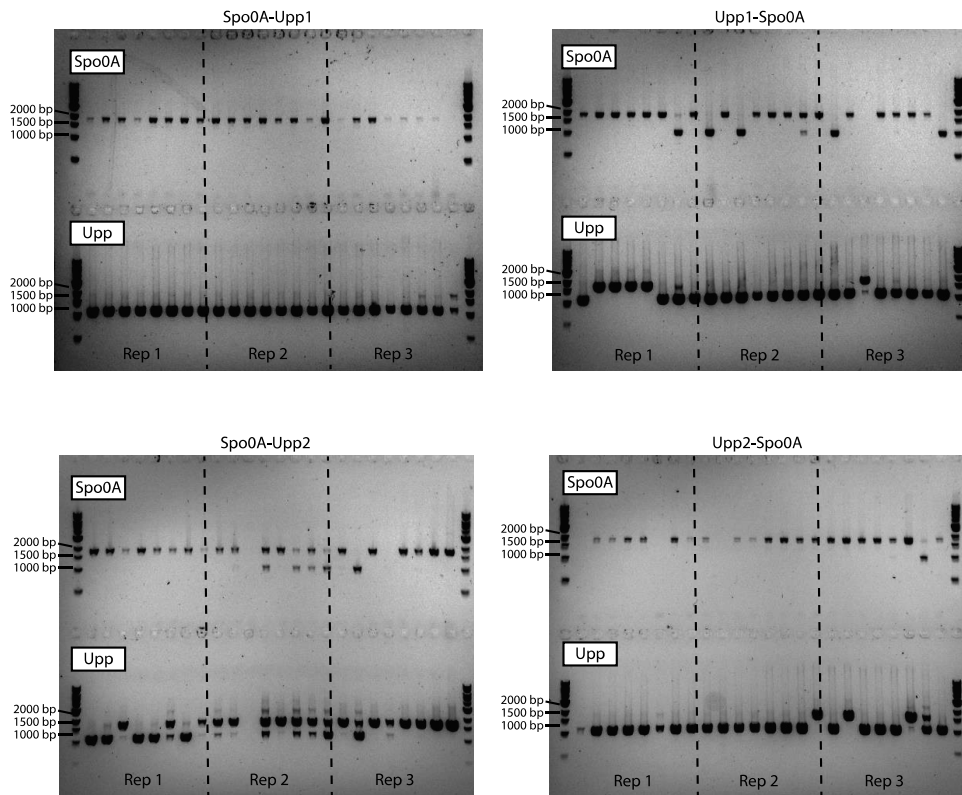 Spo0A-Upp1
Spo0A
2000 bp
1500 bp
1000 bp
Upp
2000 bp
1500 bp
1000 bp
Rep 1 Rep 2 Rep 3
Upp1-Spo0A
Spo0A
2000 bp
1500 bp
1000 bp
Upp
2000 bp
1500 bp
1000 bp
Rep 1 Rep 2 Rep 3
Spo0A-Upp2
Spo0A
2000 bp
1500 bp
1000 bp
Upp
2000 bp
1500 bp
1000 bp
Rep 1 Rep 2 Rep 3
Upp2-Spo0A
Spo0A
2000 bp
1500 bp
1000 bp
Upp
2000 bp
1500 bp
1000 bp
Rep 1 Rep 2 Rep 3